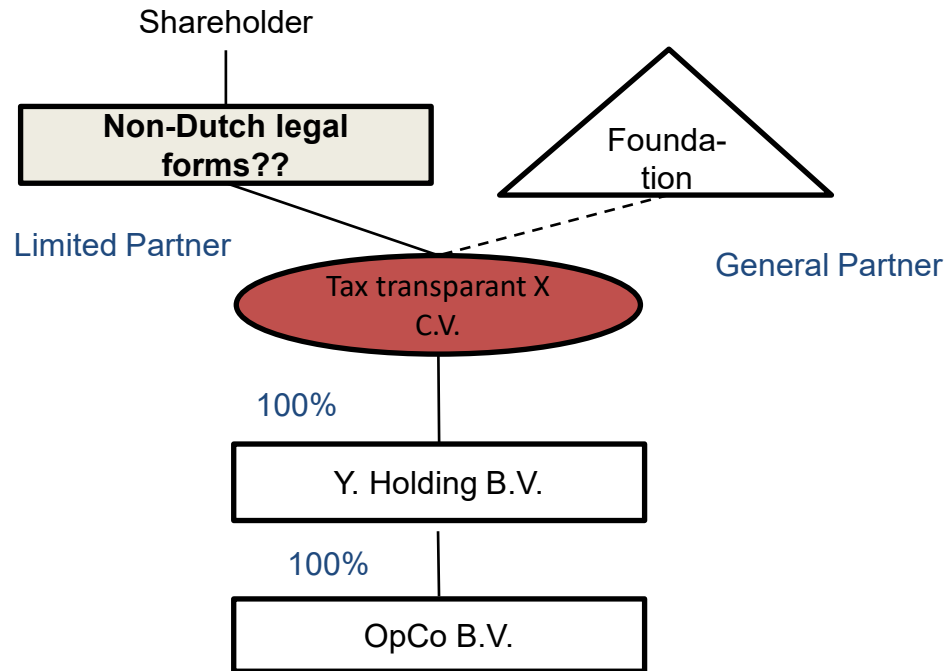 Shareholder
Non-Dutch legal
forms??
Founda-
tion
Limited Partner
General Partner
Tax transparant X
C.V.
100%
Y. Holding B.V.
100%
OpCo B.V.